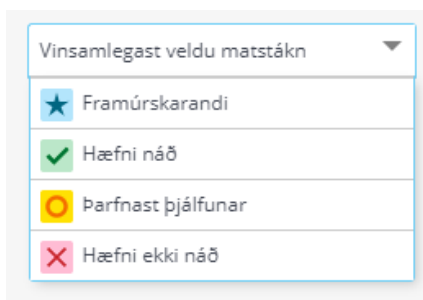 Vinsamlegast veldu matstákn
Framúrskarandi
Hæfni náð
Þarfnast þjálfunar
Hæfni ekki náð